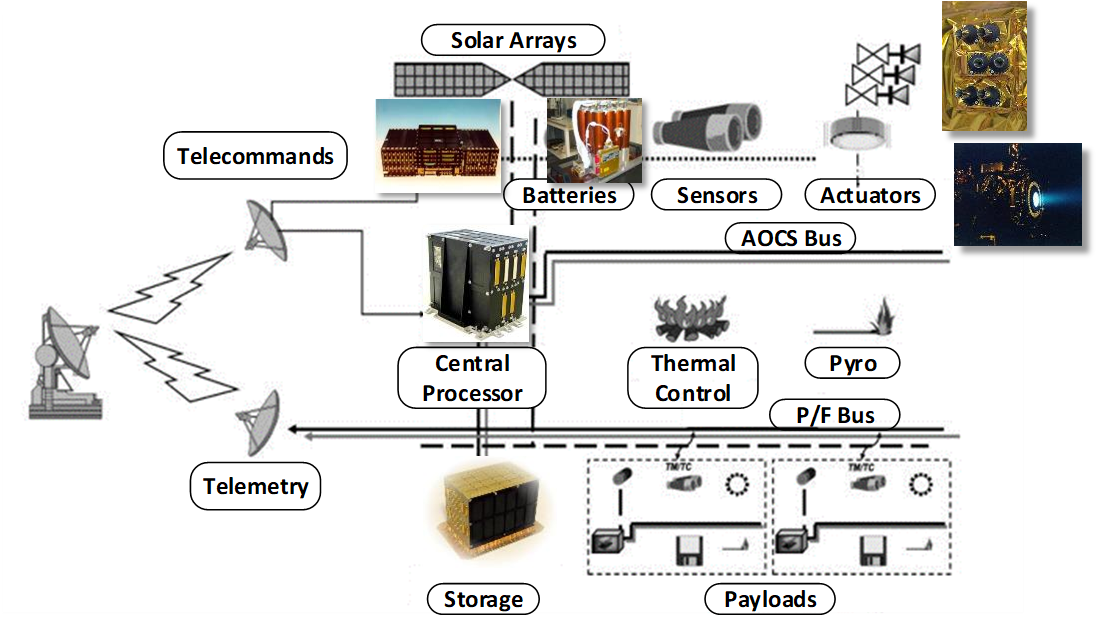 Solar Arrays
Telecommands
Batteries
Sensors
Actuators
AOCS Bus
Central
Processor
Thermal
Control
Pyro
P/F Bus
Telemetry
TM/TC
TM/TC
Storage
Payloads